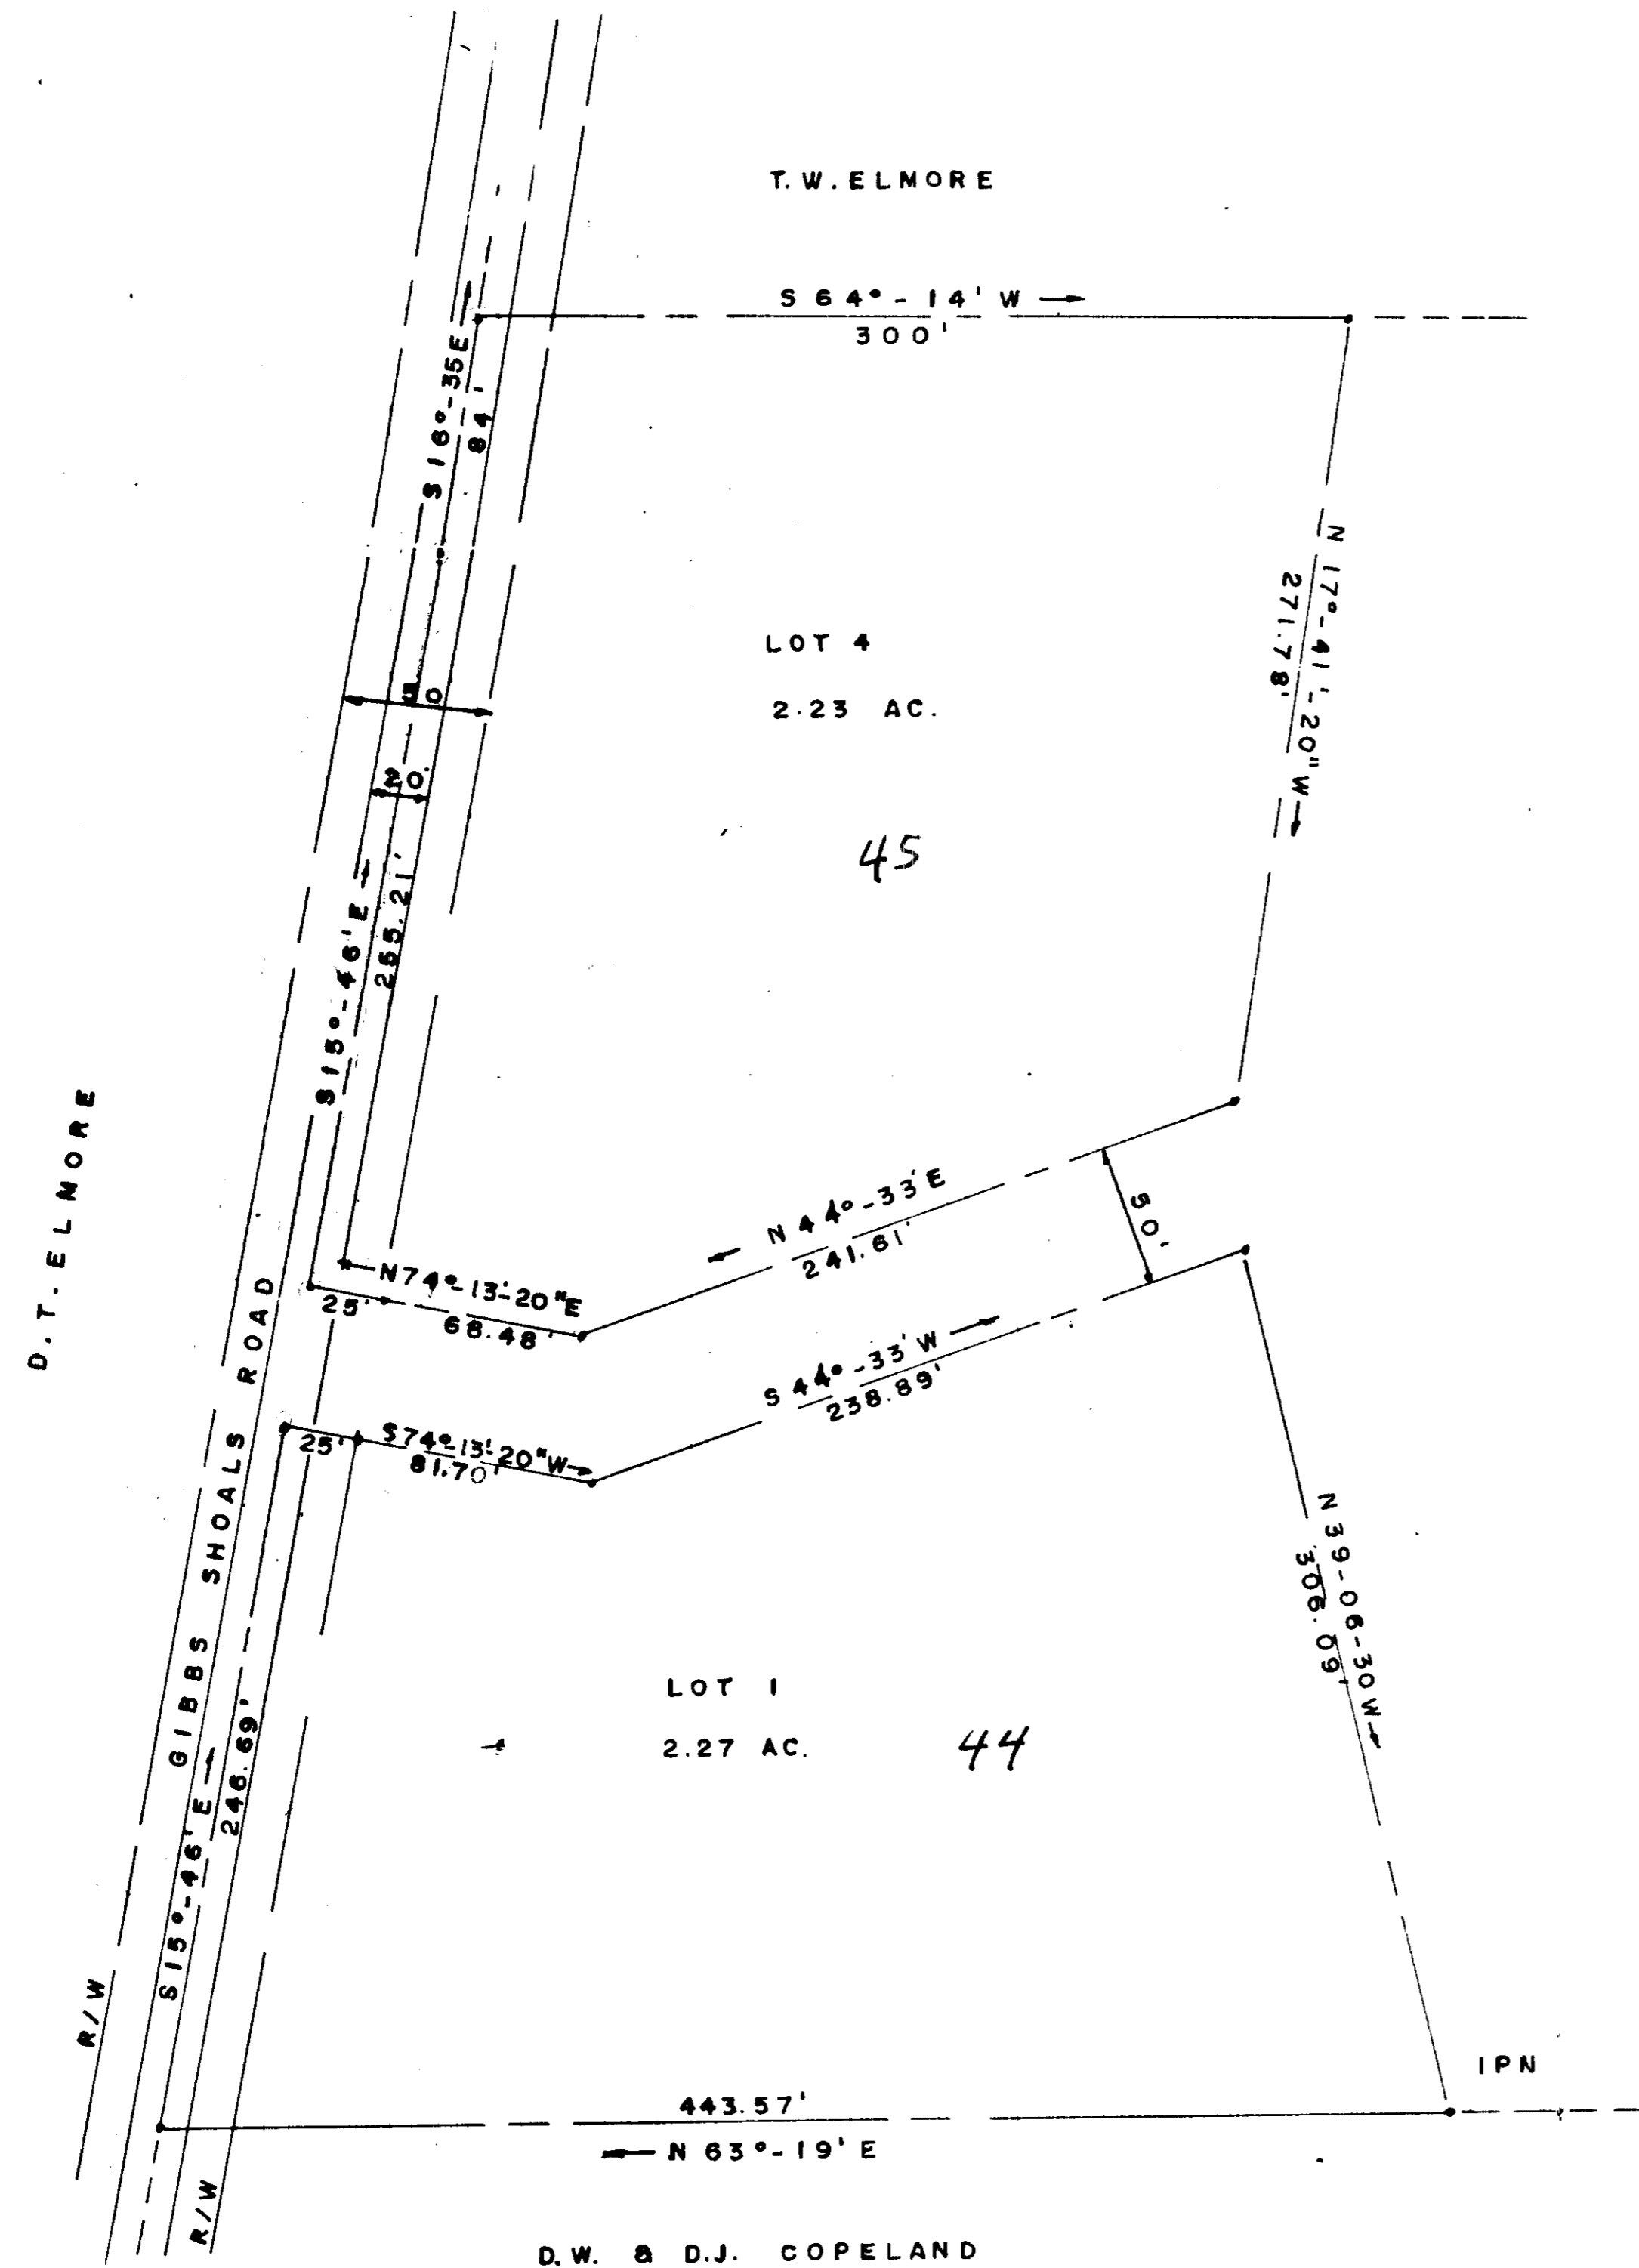 T. W. ELMORE
S 64° - 14' W
300'
S 16° - 35 E
84'
N 17° - 41' - 20" W
271.78'
LOT 4
2.23 AC.
20'
45
S 15° - 46' E
255.21'
D. T. ELMORE
N 44° - 33' E
241.61'
50'
N 74° - 13' - 20" E
25'
68.48'
S 44° - 33' W
238.89'
S 74° - 13' - 20" W
25'
81.70'
GIBBS SHOALS ROAD
N 39 - 06 - 30 W
306.09'
LOT 1
2.27 AC.
44
S 15° - 46' E
246.69'
R/W
IPN
443.57'
N 63° - 19' E
R/W
D. W. & D. J. COPELAND